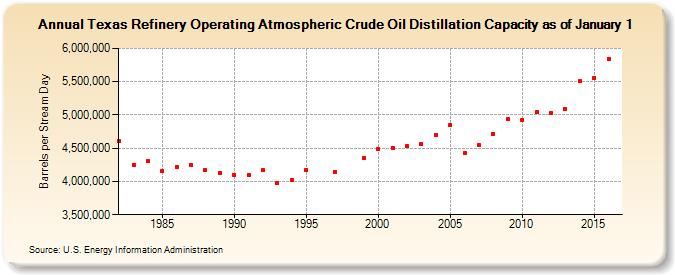 Annual Texas Refinery Operating Atmospheric Crude Oil Distillation Capacity as of January 1
Barrels per Stream Day
6,000,000
5,500,000
5,000,000
4,500,000
4,000,000
3,500,000
1985 1990 1995 2000 2005 2010 2015
Source: U.S. Energy Information Administration